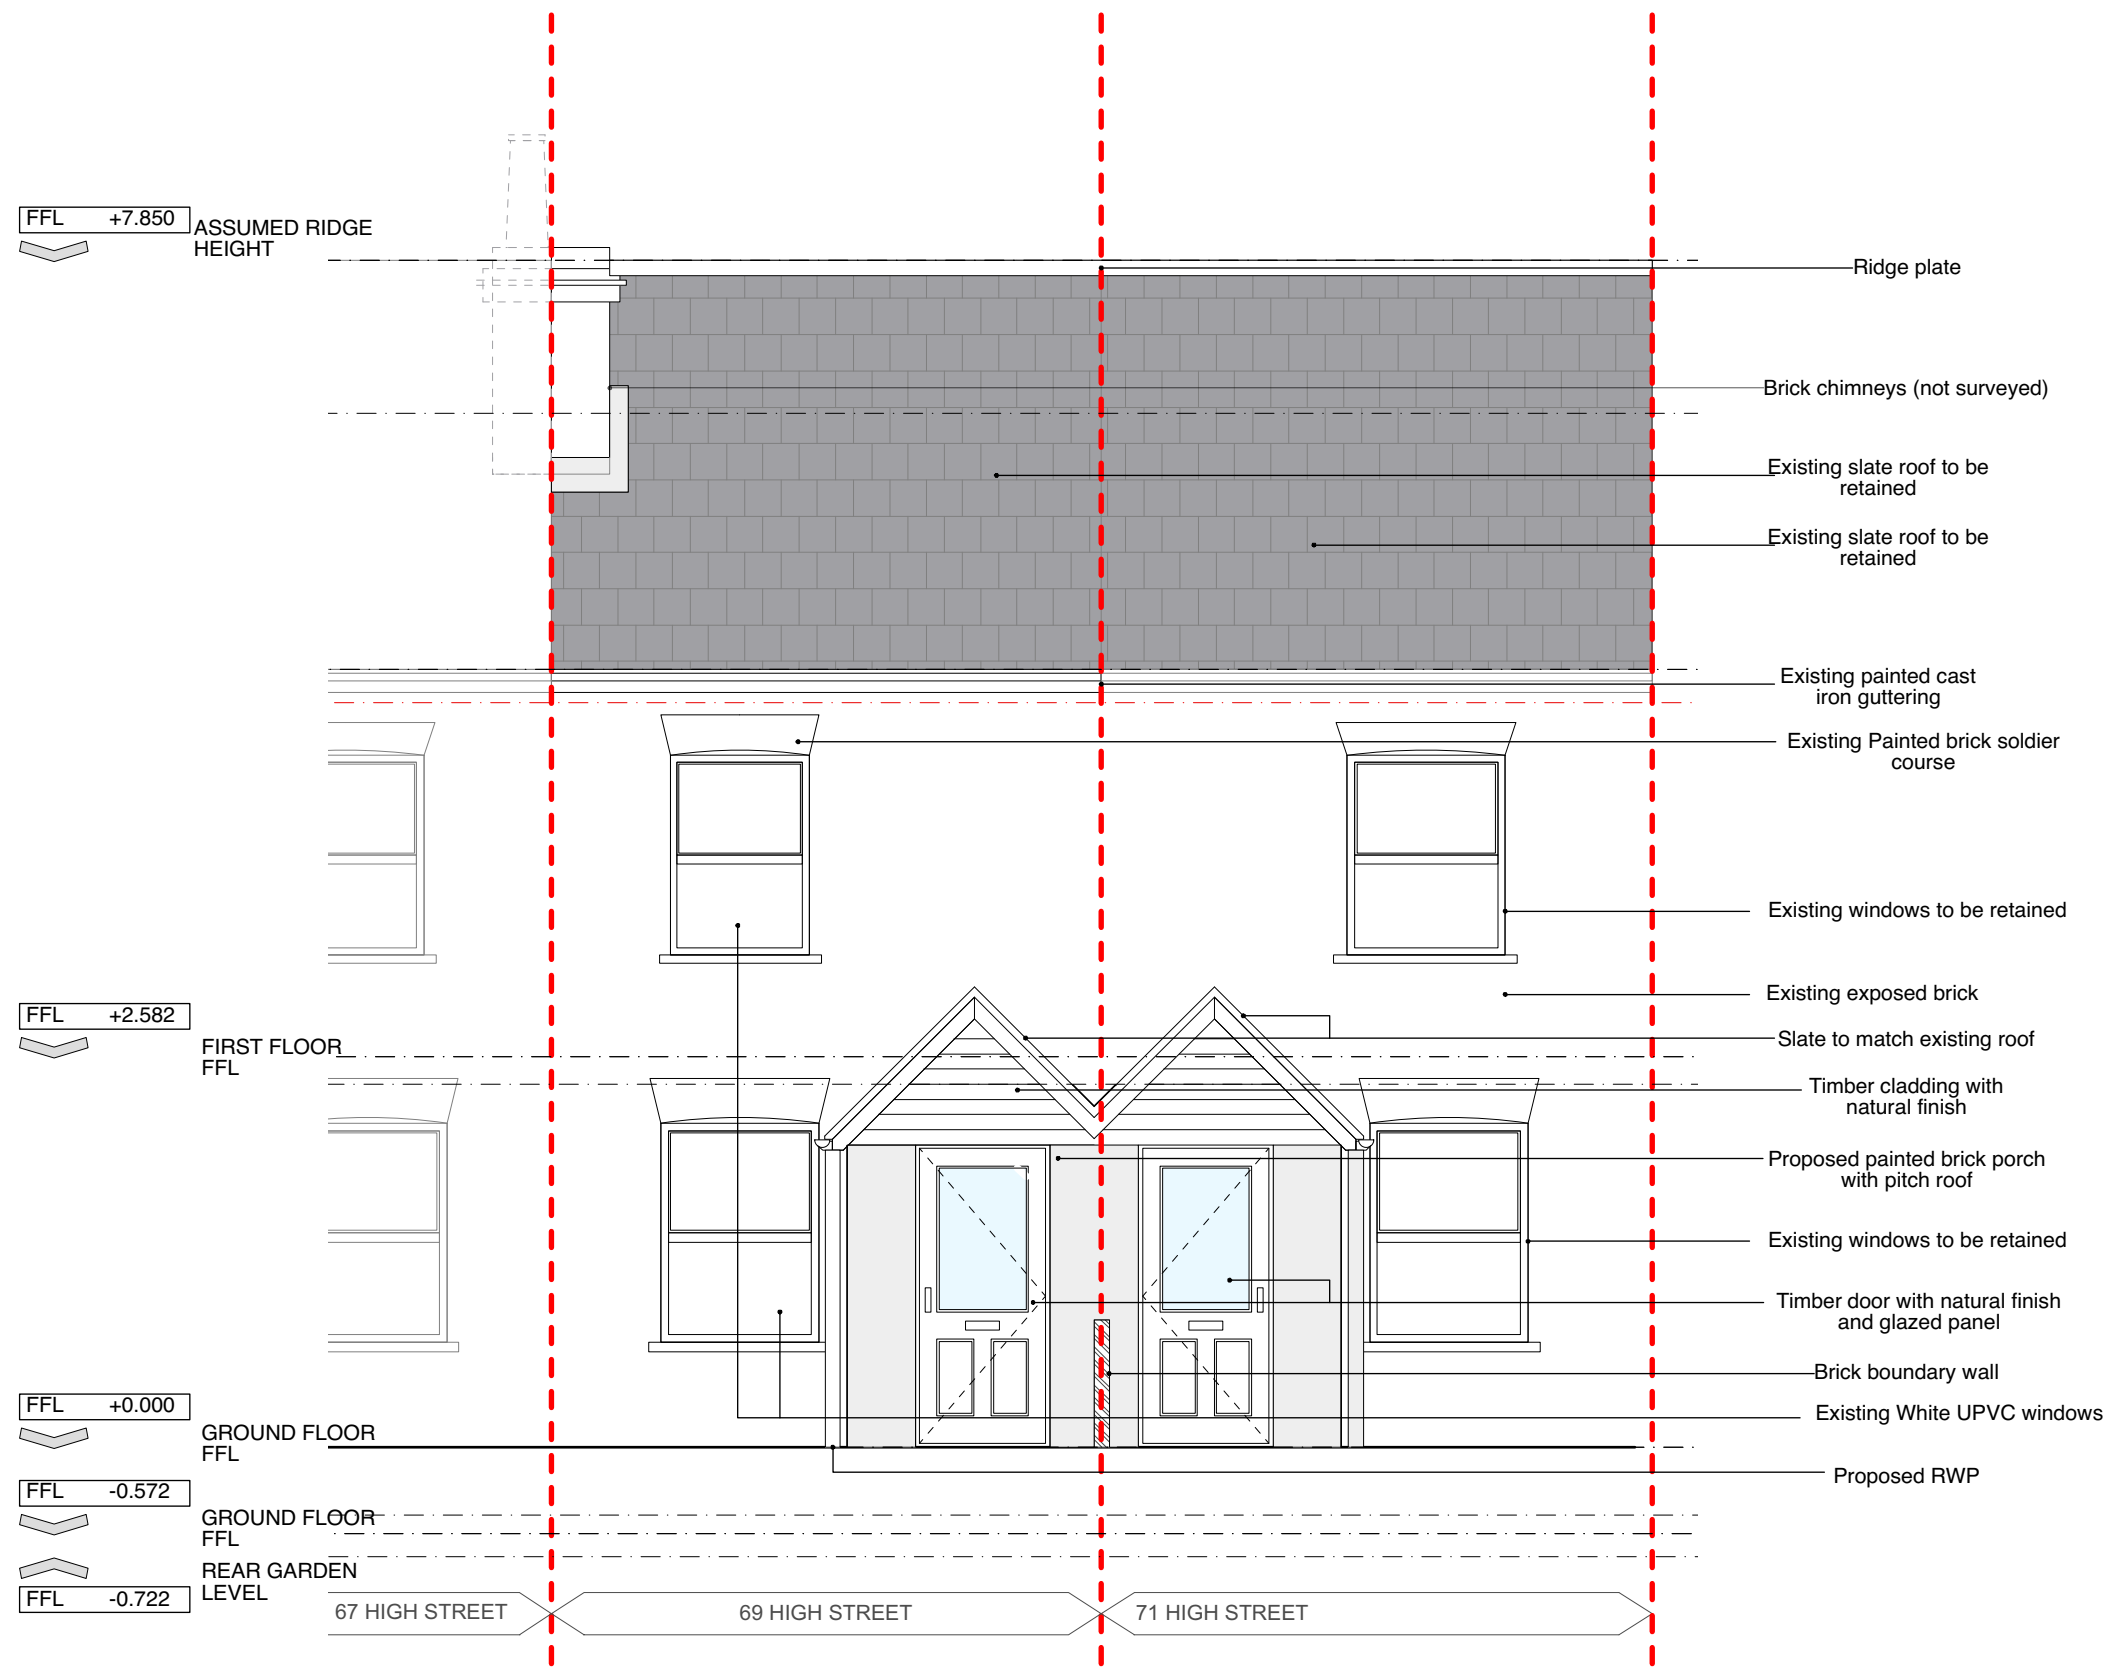 FFL +7.850
ASSUMED RIDGE
HEIGHT
Ridge plate
Brick chimneys (not surveyed)
Existing slate roof to be
retained
Existing slate roof to be
retained
Existing painted cast
iron guttering
Existing Painted brick soldier
course
Existing windows to be retained
Existing exposed brick
FFL +2.582
FIRST FLOOR
FFL
Slate to match existing roof
Timber cladding with
natural finish
Proposed painted brick porch
with pitch roof
Existing windows to be retained
Timber door with natural finish
and glazed panel
Brick boundary wall
Existing White UPVC windows
FFL +0.000
GROUND FLOOR
FFL
Proposed RWP
FFL -0.572
GROUND FLOOR
FFL
REAR GARDEN
LEVEL
FFL -0.722
67 HIGH STREET
69 HIGH STREET
71 HIGH STREET